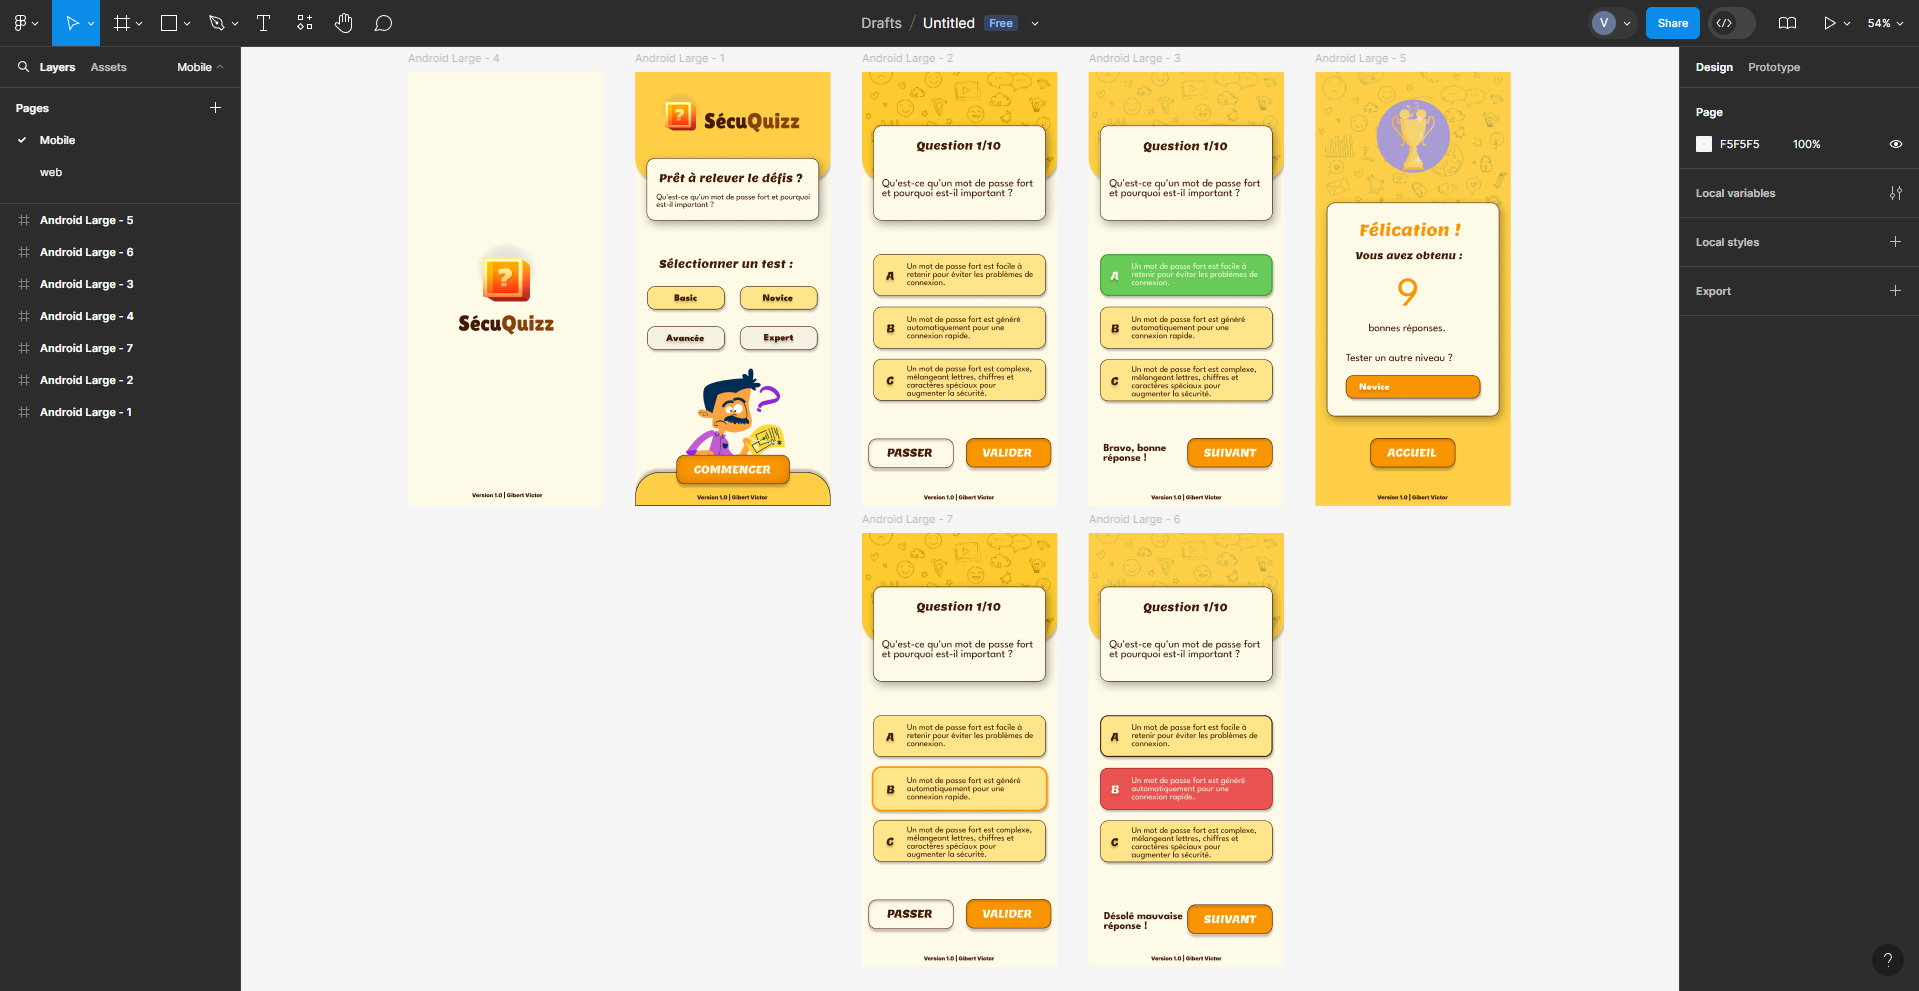 Drafts / Untitled Free
V
Share
54%
Layers
Assets
Mobile
Pages
Mobile
web
Android Large - 5
Android Large - 6
Android Large - 3
Android Large - 4
Android Large - 7
Android Large - 2
Android Large - 1
Android Large - 4
?
SécuQuizz
Version 1.0 | Gibert Victor
Android Large - 1
?
SécuQuizz
Prêt à relever le défis ?
Qu'est-ce qu'un mot de passe fort et pourquoi
est-il important ?
Sélectionner un test :
Basic
Novice
Avancée
Expert
COMMENCER
Version 1.0 | Gibert Victor
Android Large - 2
Question 1/10
Qu'est-ce qu'un mot de passe fort
et pourquoi est-il important ?
A
Un mot de passe fort est facile à
retenir pour éviter les problèmes de
connexion.
B
Un mot de passe fort est généré
automatiquement pour une
connexion rapide.
C
Un mot de passe fort est complexe,
mélangeant lettres, chiffres et
caractères spéciaux pour
augmenter la sécurité.
PASSER
VALIDER
Version 1.0 | Gibert Victor
Android Large - 3
Question 1/10
Qu'est-ce qu'un mot de passe fort
et pourquoi est-il important ?
A
Un mot de passe fort est facile à
retenir pour éviter les problèmes de
connexion.
B
Un mot de passe fort est généré
automatiquement pour une
connexion rapide.
C
Un mot de passe fort est complexe,
mélangeant lettres, chiffres et
caractères spéciaux pour
augmenter la sécurité.
Bravo, bonne
réponse !
SUIVANT
Version 1.0 | Gibert Victor
Android Large - 5
Félication !
Vous avez obtenu :
9
bonnes réponses.
Tester un autre niveau ?
Novice
ACCUEIL
Version 1.0 | Gibert Victor
Android Large - 7
Question 1/10
Qu'est-ce qu'un mot de passe fort
et pourquoi est-il important ?
A
Un mot de passe fort est facile à
retenir pour éviter les problèmes de
connexion.
B
Un mot de passe fort est généré
automatiquement pour une
connexion rapide.
C
Un mot de passe fort est complexe,
mélangeant lettres, chiffres et
caractères spéciaux pour
augmenter la sécurité.
PASSER
VALIDER
Version 1.0 | Gibert Victor
Android Large - 6
Question 1/10
Qu'est-ce qu'un mot de passe fort
et pourquoi est-il important ?
A
Un mot de passe fort est facile à
retenir pour éviter les problèmes de
connexion.
B
Un mot de passe fort est généré
automatiquement pour une
connexion rapide.
C
Un mot de passe fort est complexe,
mélangeant lettres, chiffres et
caractères spéciaux pour
augmenter la sécurité.
Désolé mauvaise
réponse !
SUIVANT
Version 1.0 | Gibert Victor
Design
Prototype
Page
F5F5F5
100%
Local variables
Local styles
Export
?